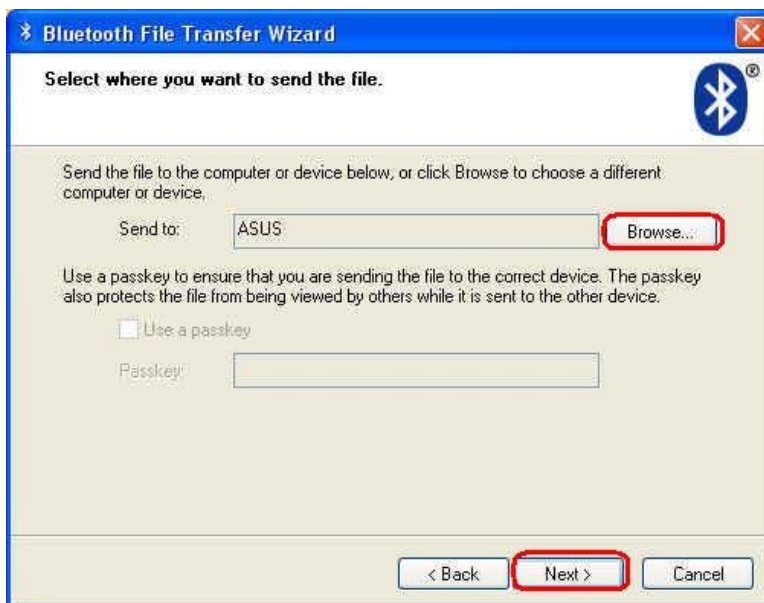 Bluetooth File Transfer Wizard
Select where you want to send the file.
®
Send the file to the computer or device below, or click Browse to choose a different
computer or device.
Send to: ASUS Browse...
Use a passkey to ensure that you are sending the file to the correct device. The passkey
also protects the file from being viewed by others while it is sent to the other device.
Use a passkey
Passkey:
< Back Next > Cancel